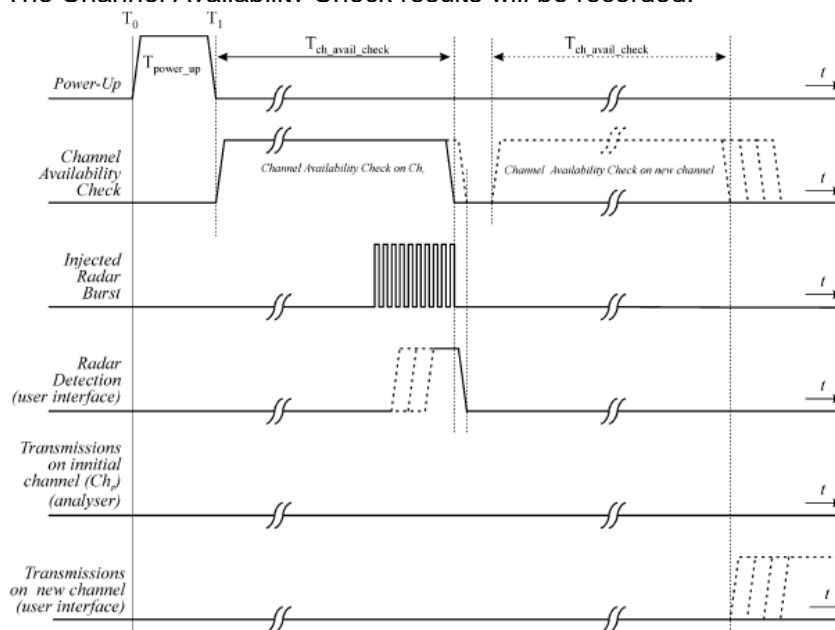 The Channel Availability Check results will be recorded.
T0 T1
Tch_avail_check Tch_avail_check
Tpower_up
Power-Up
t
Channel
Availability
Check
Channel Availability Check on Chr
Channel Availability Check on new channel
t
Injected
Radar
Burst
t
Radar
Detection
(user interface)
t
Transmissions
on innitial
channel (Chr)
(analyser)
t
Transmissions
on new channel
(user interface)
t